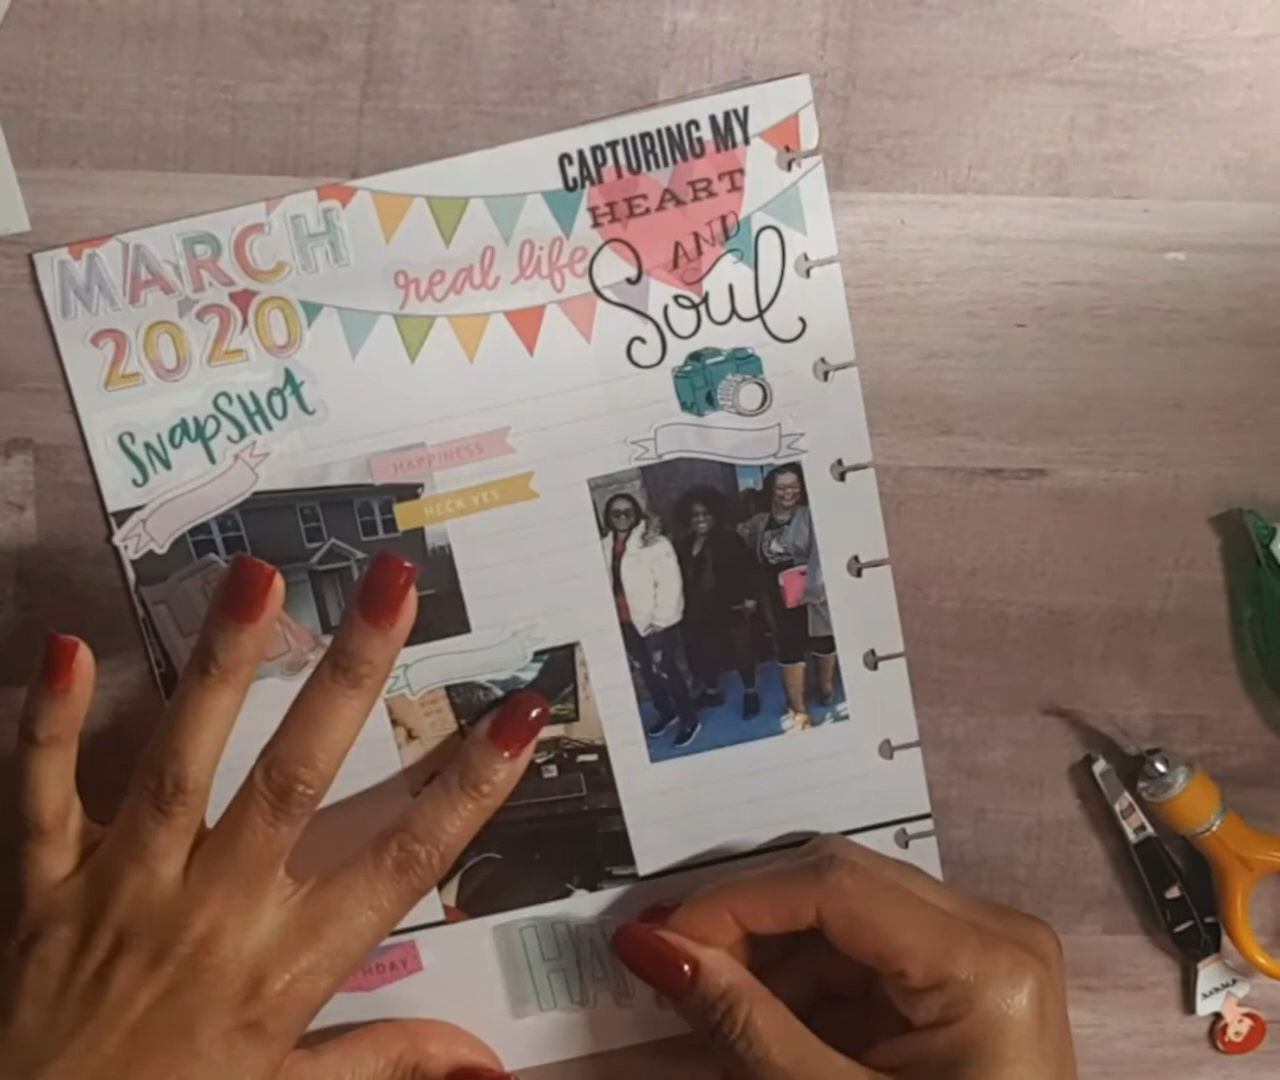 CAPTURING MY
HEART
AND
Soul
MARCH
2020
real life
SNapSHOt
HAPPINESS
HECK YES